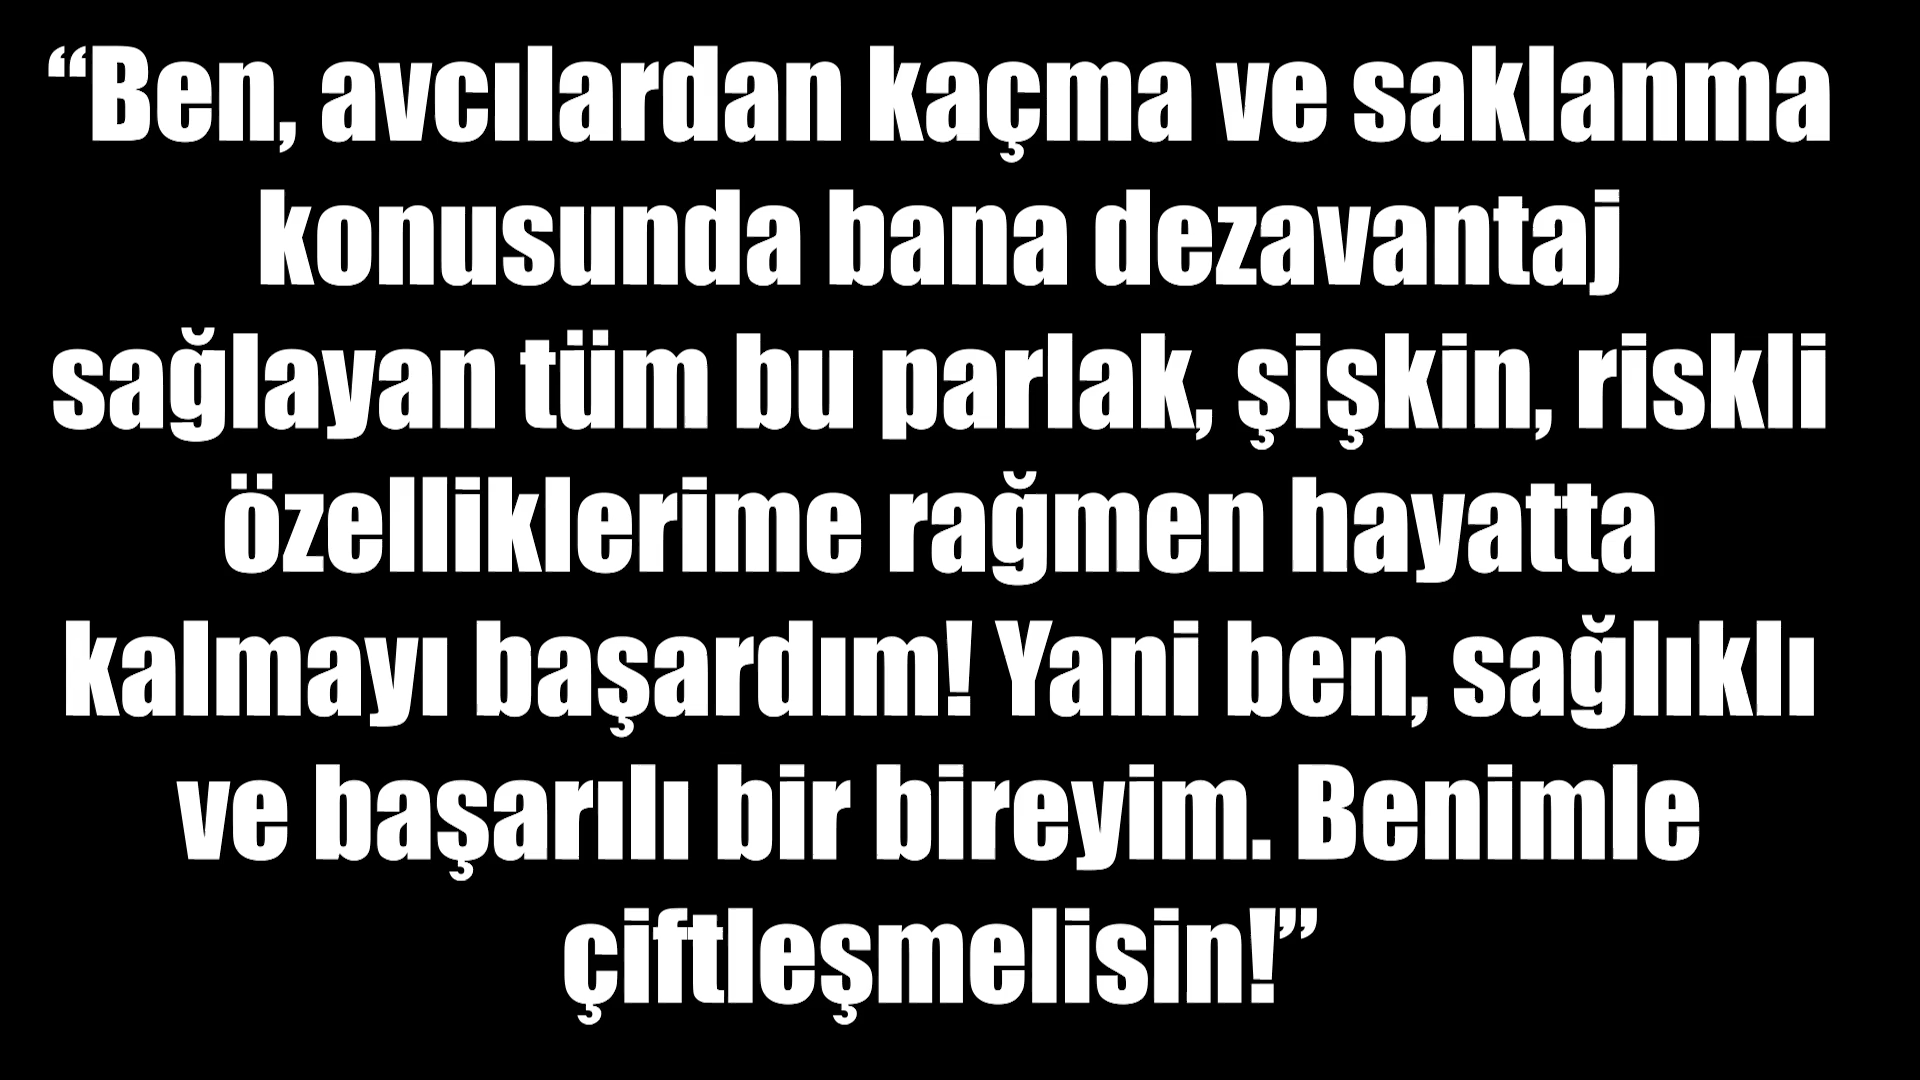 “Ben, avcılardan kaçma ve saklanma
konusunda bana dezavantaj
sağlayan tüm bu parlak, şişkin, riskli
özelliklerime rağmen hayatta
kalmayı başardım! Yani ben, sağlıklı
ve başarılı bir bireyim. Benimle
çiftleşmelisin!”